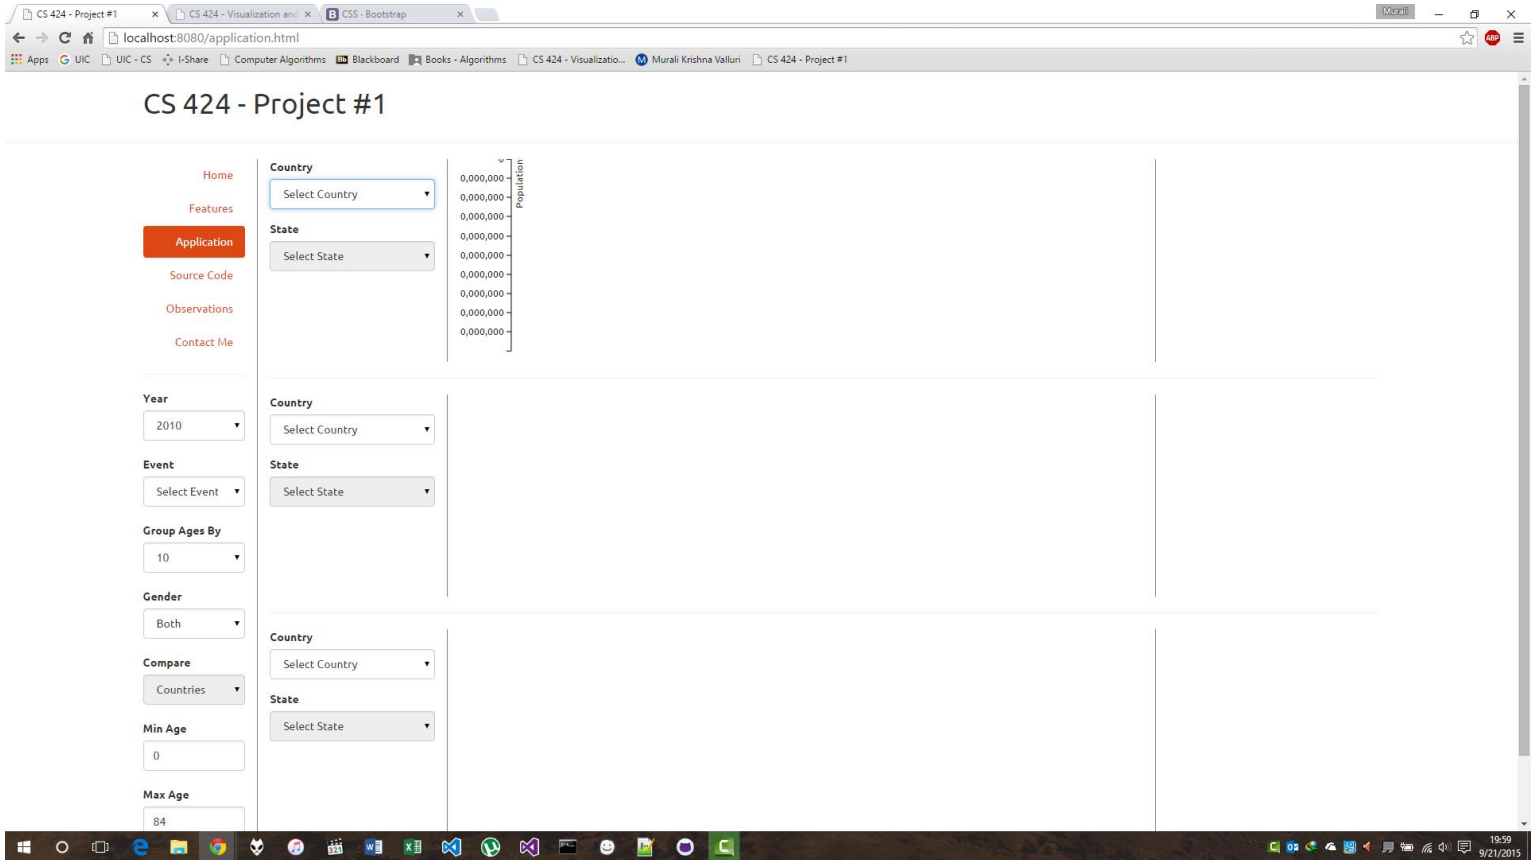 CS 424 - Project #1
CS 424 - Visualization and
CSS · Bootstrap
Murali
localhost:8080/application.html
ABP
Apps
UIC
UIC - CS
I-Share
Computer Algorithms
Bb Blackboard
Books - Algorithms
CS 424 - Visualizatio...
Murali Krishna Valluri
CS 424 - Project #1
CS 424 - Project #1
Home
Features
Application
Source Code
Observations
Contact Me
Year
2010
Event
Select Event
Group Ages By
10
Gender
Both
Compare
Countries
Min Age
0
Max Age
84
Country
Select Country
State
Select State
0
0,000,000
0,000,000
0,000,000
0,000,000
0,000,000
0,000,000
0,000,000
0,000,000
0,000,000
Population
Country
Select Country
State
Select State
Country
Select Country
State
Select State
19:59
9/21/2015